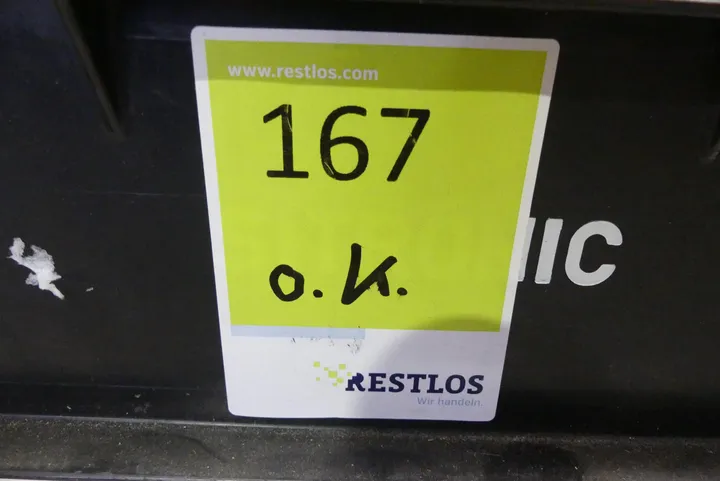 www.restlos.com
167
o.k.
IIC
RESTLOS
Wir handeln.